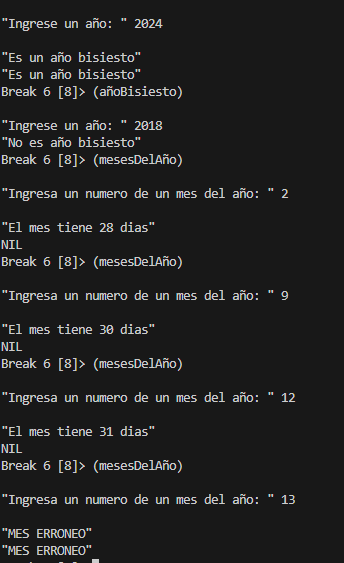 "Ingrese un año: " 2024
"Es un año bisiesto"
"Es un año bisiesto"
Break 6 [8]> (añoBisiesto)
"Ingrese un año: " 2018
"No es año bisiesto"
Break 6 [8]> (mesesDelAño)
"Ingresa un numero de un mes del año: " 2
"El mes tiene 28 dias"
NIL
Break 6 [8]> (mesesDelAño)
"Ingresa un numero de un mes del año: " 9
"El mes tiene 30 dias"
NIL
Break 6 [8]> (mesesDelAño)
"Ingresa un numero de un mes del año: " 12
"El mes tiene 31 dias"
NIL
Break 6 [8]> (mesesDelAño)
"Ingresa un numero de un mes del año: " 13
"MES ERRONEO"
"MES ERRONEO"